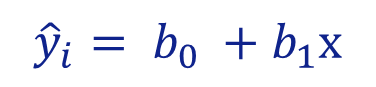 ŷᵢ = b₀ + b₁x